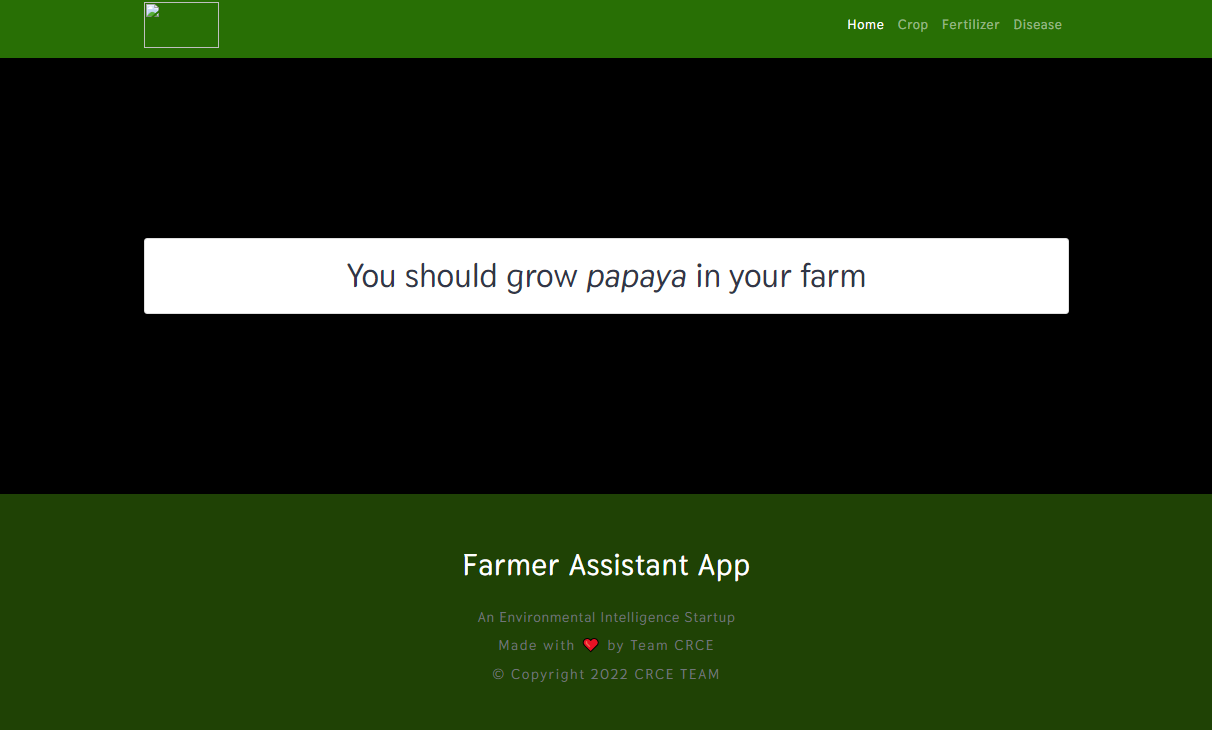 Home Crop Fertilizer Disease
You should grow papaya in your farm
Farmer Assistant App
An Environmental Intelligence Startup
Made with ❤️ by Team CRCE
© Copyright 2022 CRCE TEAM